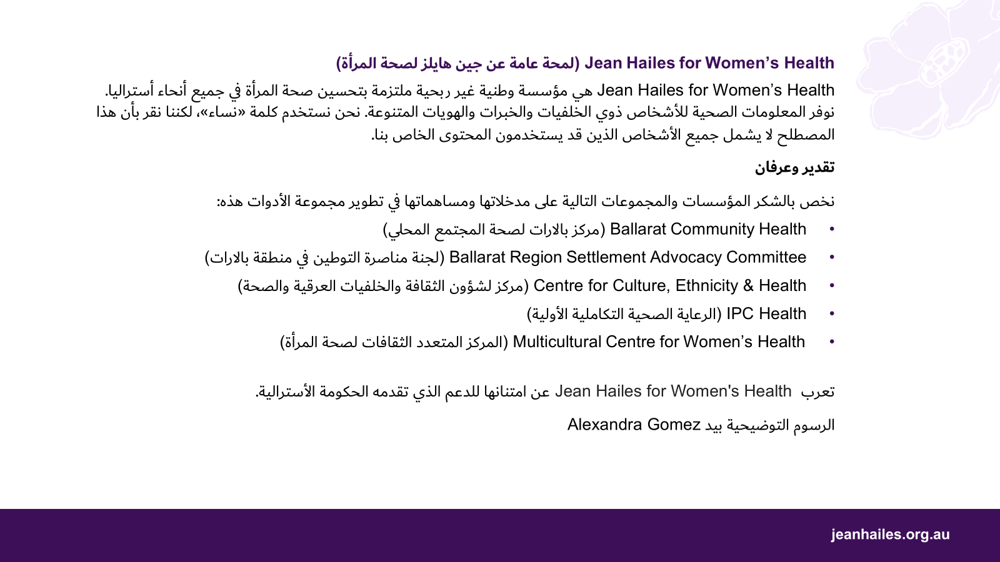 Jean Hailes for Women’s Health (لمحة عامة عن جين هايلز لصحة المرأة)
Jean Hailes for Women’s Health هي مؤسسة وطنية غير ربحية ملتزمة بتحسين صحة المرأة في جميع أنحاء أستراليا.
نوفر المعلومات الصحية للأشخاص ذوي الخلفيات والخبرات والهويات المتنوعة. نحن نستخدم كلمة «نساء»، لكننا نقر بأن هذا
المصطلح لا يشمل جميع الأشخاص الذين قد يستخدمون المحتوى الخاص بنا.
تقدير وعرفان
نخص بالشكر المؤسسات والمجموعات التالية على مدخلاتها ومساهماتها في تطوير مجموعة الأدوات هذه:
• Ballarat Community Health (مركز بالارات لصحة المجتمع المحلي)
• Ballarat Region Settlement Advocacy Committee (لجنة مناصرة التوطين في منطقة بالارات)
• Centre for Culture, Ethnicity & Health (مركز لشؤون الثقافة والخلفيات العرقية والصحة)
• IPC Health (الرعاية الصحية التكاملية الأولية)
• Multicultural Centre for Women’s Health (المركز المتعدد الثقافات لصحة المرأة)
تعرب Jean Hailes for Women's Health عن امتنانها للدعم الذي تقدمه الحكومة الأسترالية.
الرسوم التوضيحية بيد Alexandra Gomez
jeanhailes.org.au